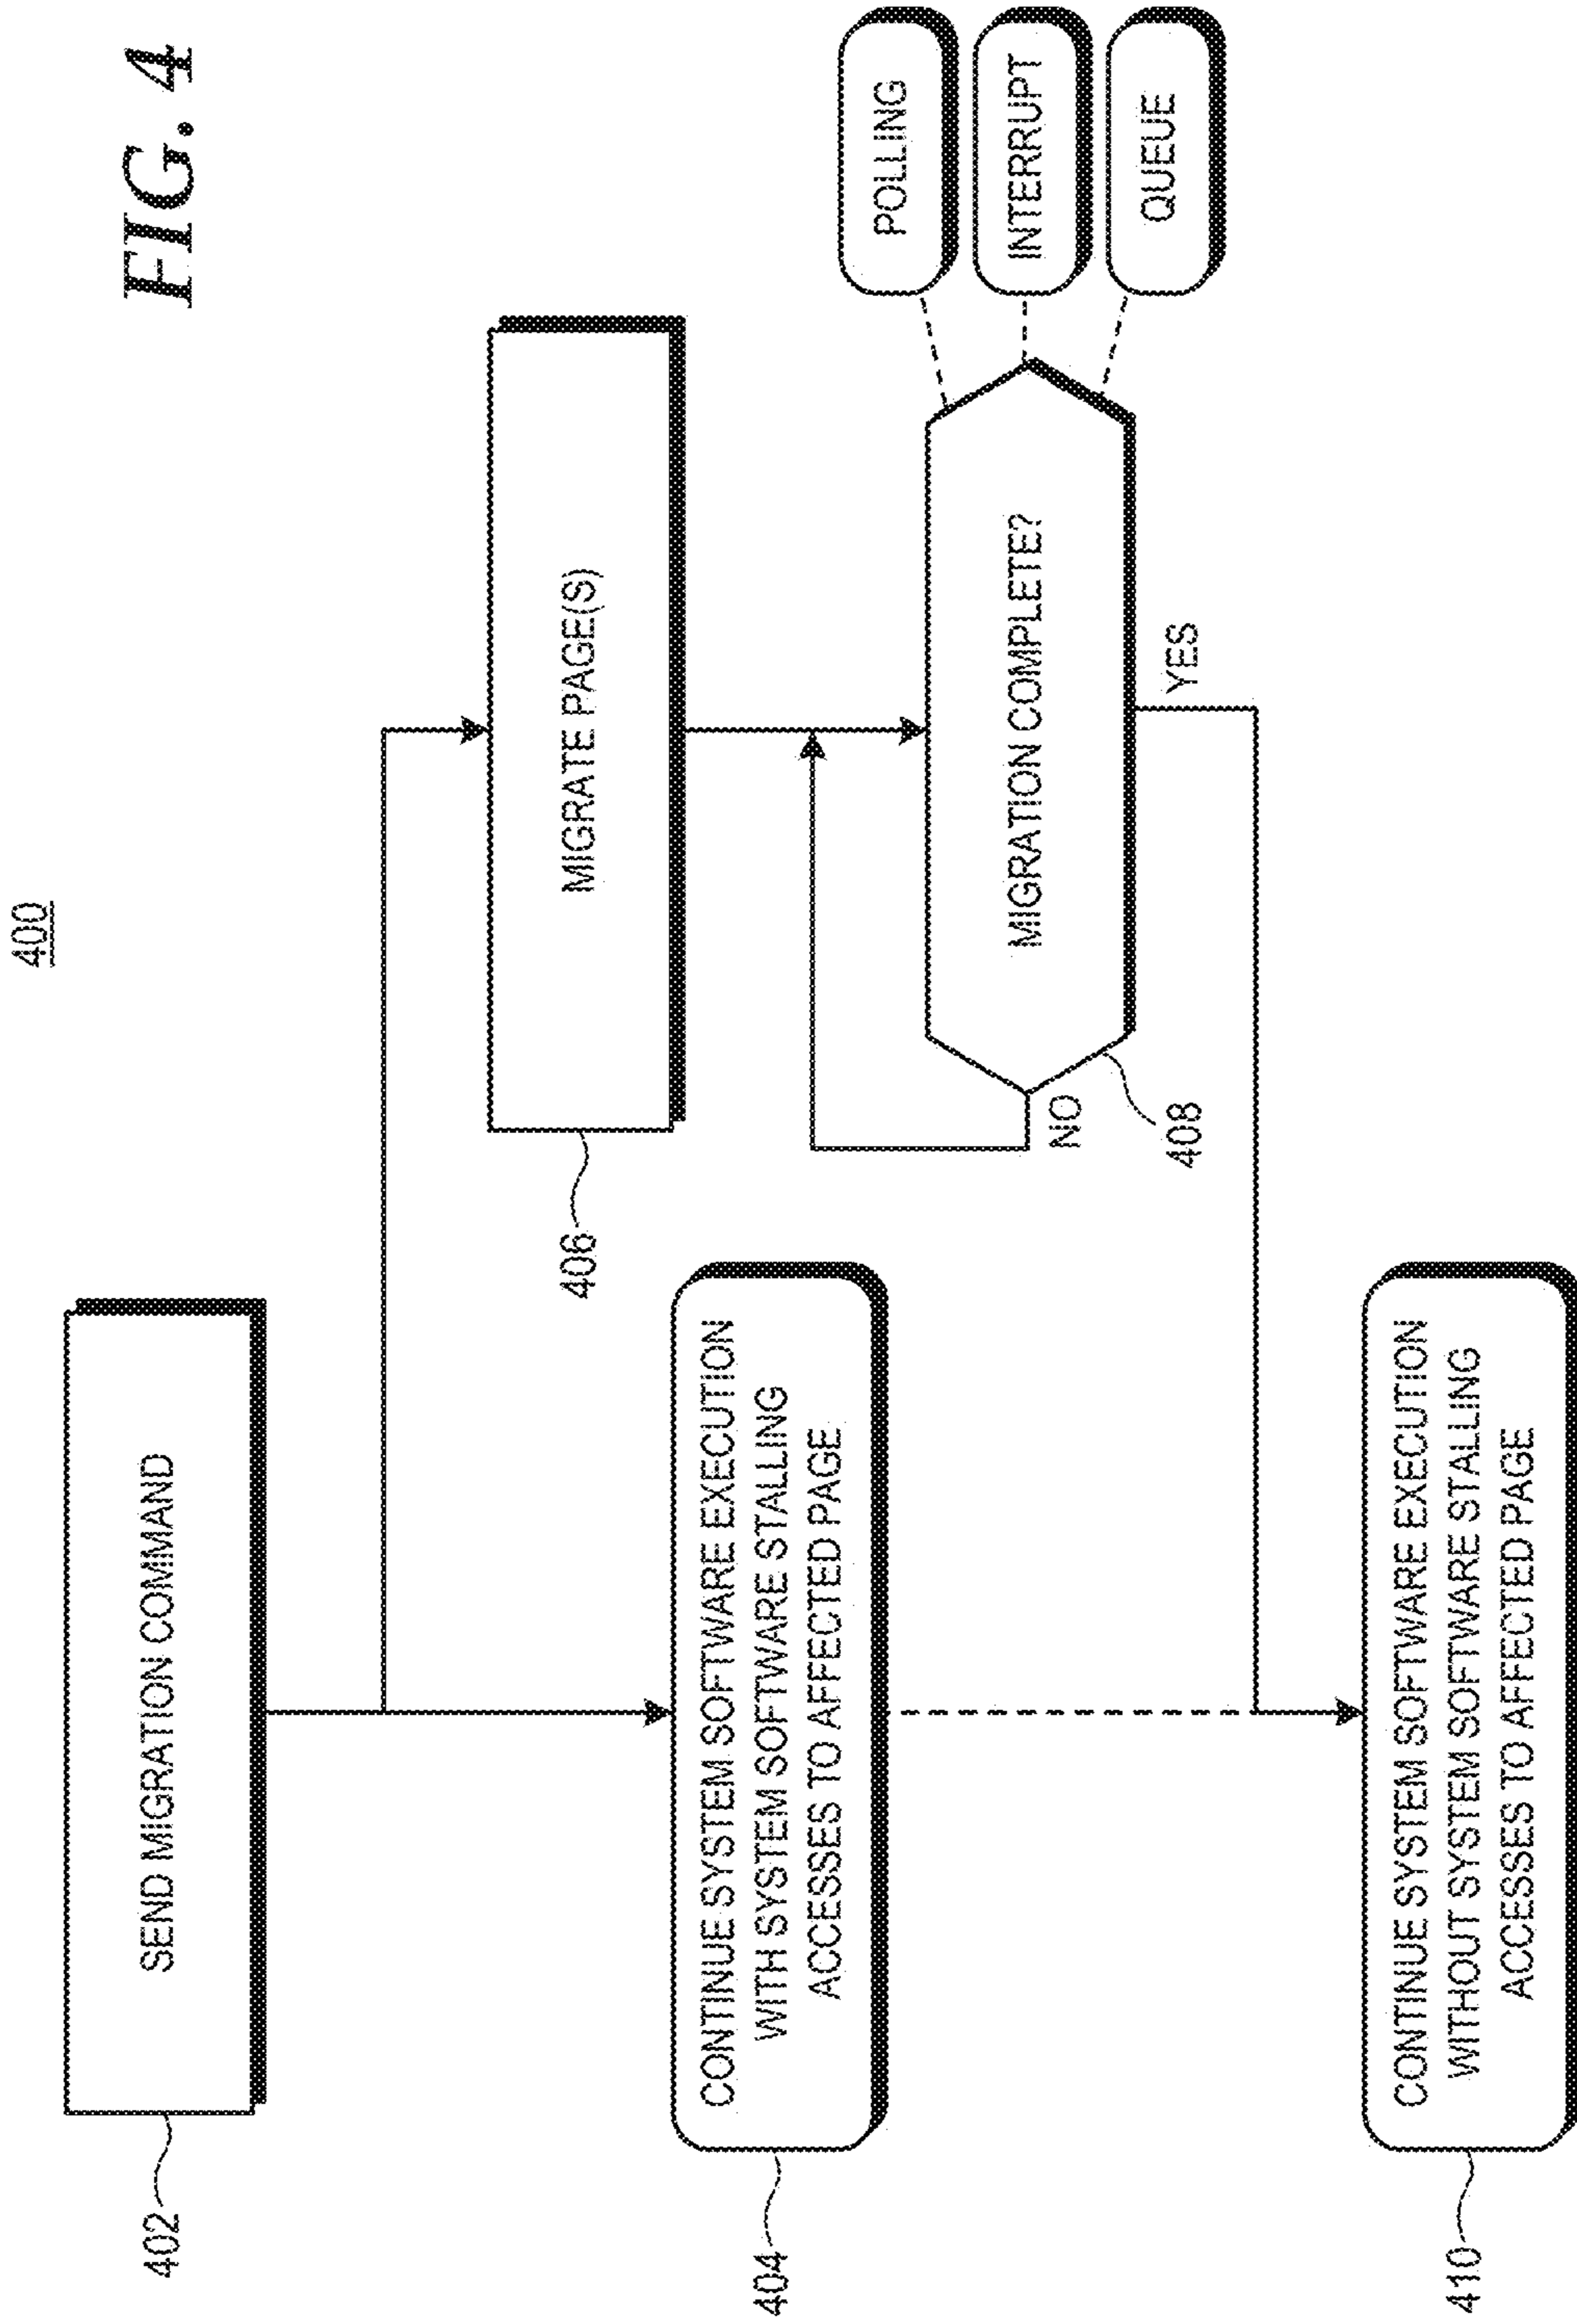 FIG. 4
400
402
SEND MIGRATION COMMAND
406
MIGRATE PAGE(S)
404
CONTINUE SYSTEM SOFTWARE EXECUTION
WITH SYSTEM SOFTWARE STALLING
ACCESSES TO AFFECTED PAGE
MIGRATION COMPLETE?
NO
408
YES
POLLING
INTERRUPT
QUEUE
410
CONTINUE SYSTEM SOFTWARE EXECUTION
WITHOUT SYSTEM SOFTWARE STALLING
ACCESSES TO AFFECTED PAGE